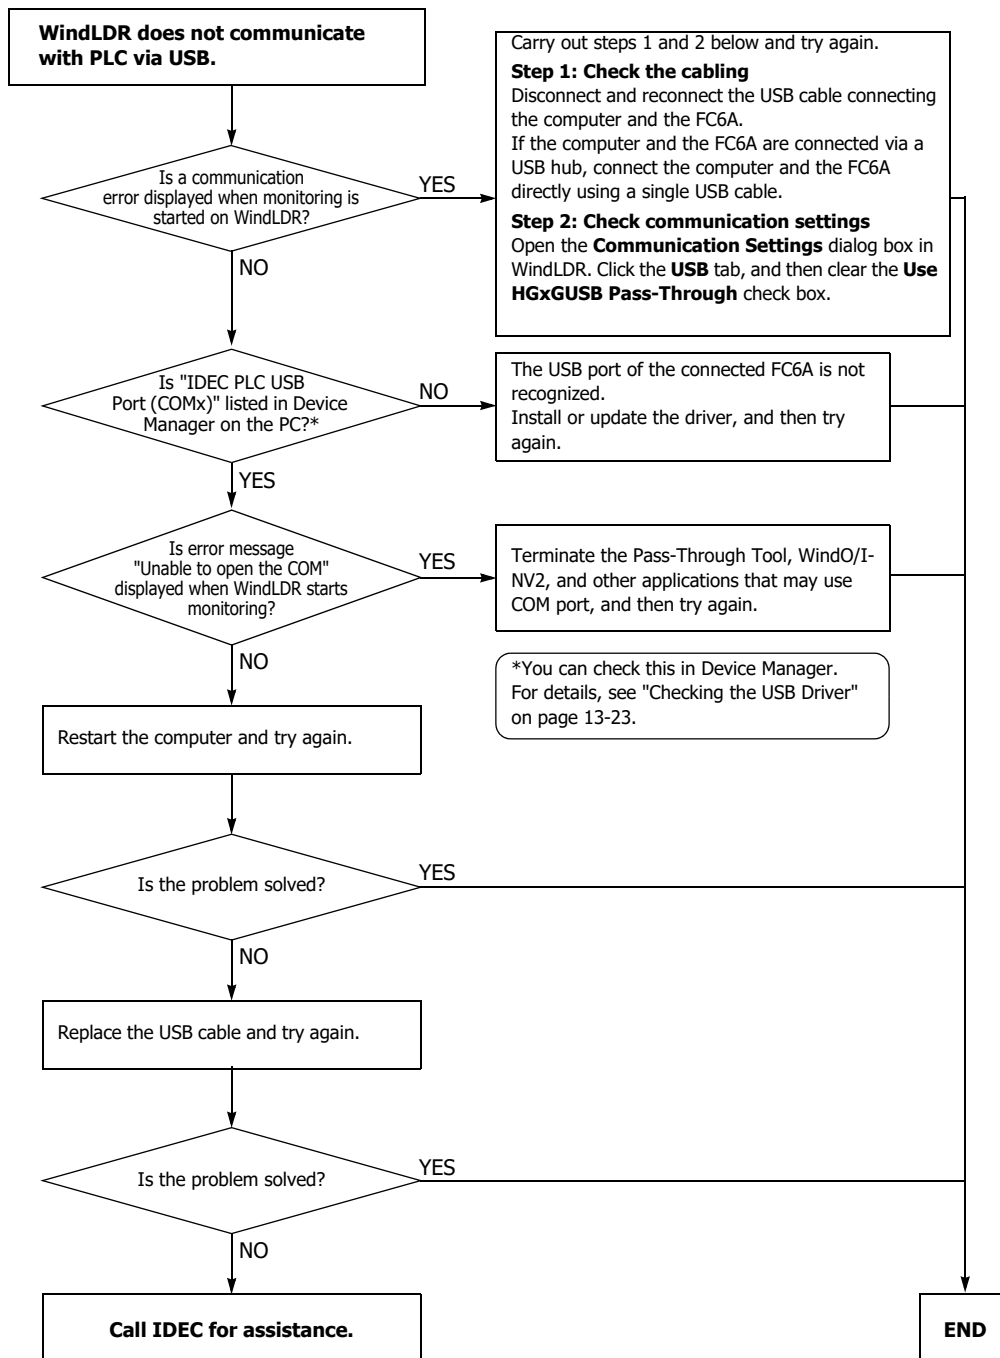 WindLDR does not communicate
with PLC via USB.
Is a communication
error displayed when monitoring is
started on WindLDR?
YES
NO
Carry out steps 1 and 2 below and try again.
Step 1: Check the cabling
Disconnect and reconnect the USB cable connecting
the computer and the FC6A.
If the computer and the FC6A are connected via a
USB hub, connect the computer and the FC6A
directly using a single USB cable.
Step 2: Check communication settings
Open the Communication Settings dialog box in
WindLDR. Click the USB tab, and then clear the Use
HGxGUSB Pass-Through check box.
Is "IDEC PLC USB
Port (COMx)" listed in Device
Manager on the PC?*
NO
YES
The USB port of the connected FC6A is not
recognized.
Install or update the driver, and then try
again.
Is error message
"Unable to open the COM"
displayed when WindLDR starts
monitoring?
YES
NO
Terminate the Pass-Through Tool, WindO/I-
NV2, and other applications that may use
COM port, and then try again.
*You can check this in Device Manager.
For details, see "Checking the USB Driver"
on page 13-23.
Restart the computer and try again.
Is the problem solved?
YES
NO
Replace the USB cable and try again.
Is the problem solved?
YES
NO
Call IDEC for assistance.
END